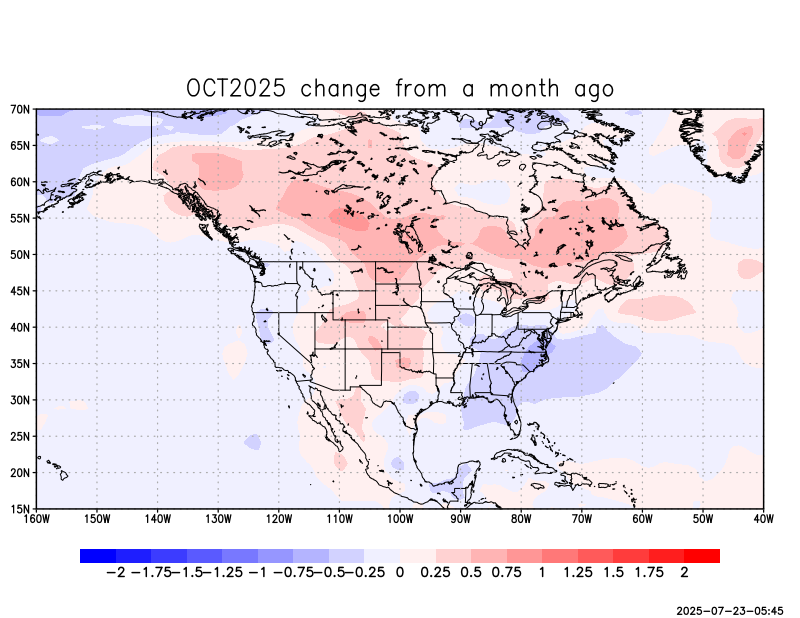 OCT2025 change from a month ago
70N
65N
60N
55N
50N
45N
40N
35N
30N
25N
20N
15N
160W 150W 140W 130W 120W 110W 100W 90W 80W 70W 60W 50W 40W
−2 −1.75 −1.5 −1.25 −1 −0.75 −0.5 −0.25 0 0.25 0.5 0.75 1 1.25 1.5 1.75 2
2025-07-23-05:45